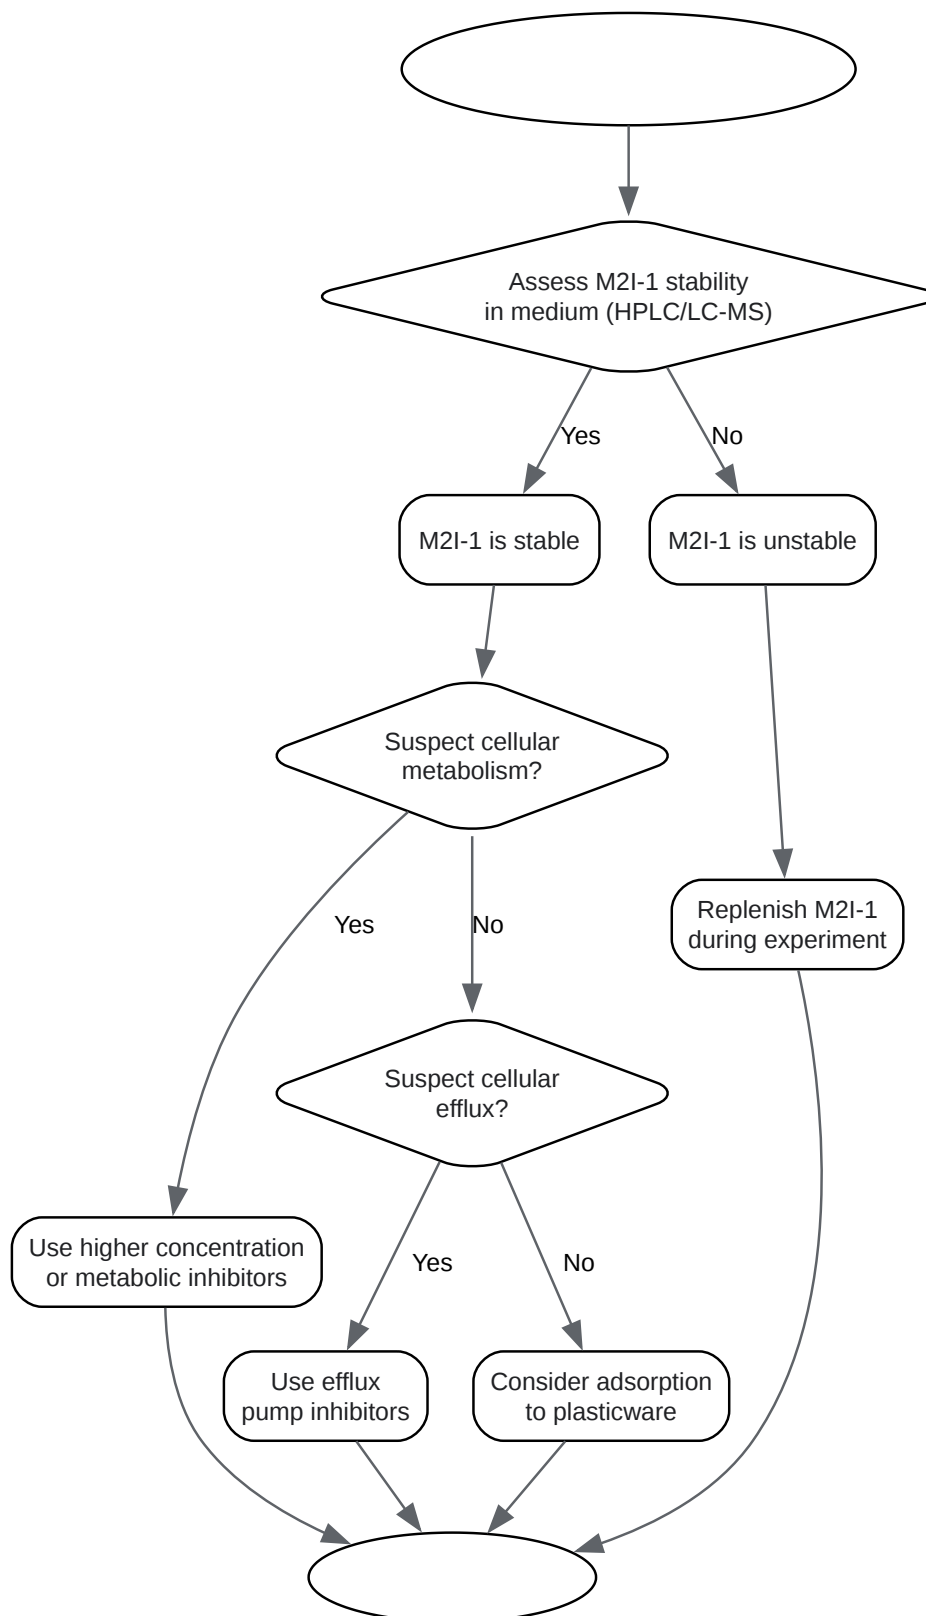 Assess M2I-1 stability
in medium (HPLC/LC-MS)
Yes
No
M2I-1 is stable
M2I-1 is unstable
Suspect cellular
metabolism?
Yes
No
Replenish M2I-1
during experiment
Suspect cellular
efflux?
Use higher concentration
or metabolic inhibitors
Yes
No
Use efflux
pump inhibitors
Consider adsorption
to plasticware